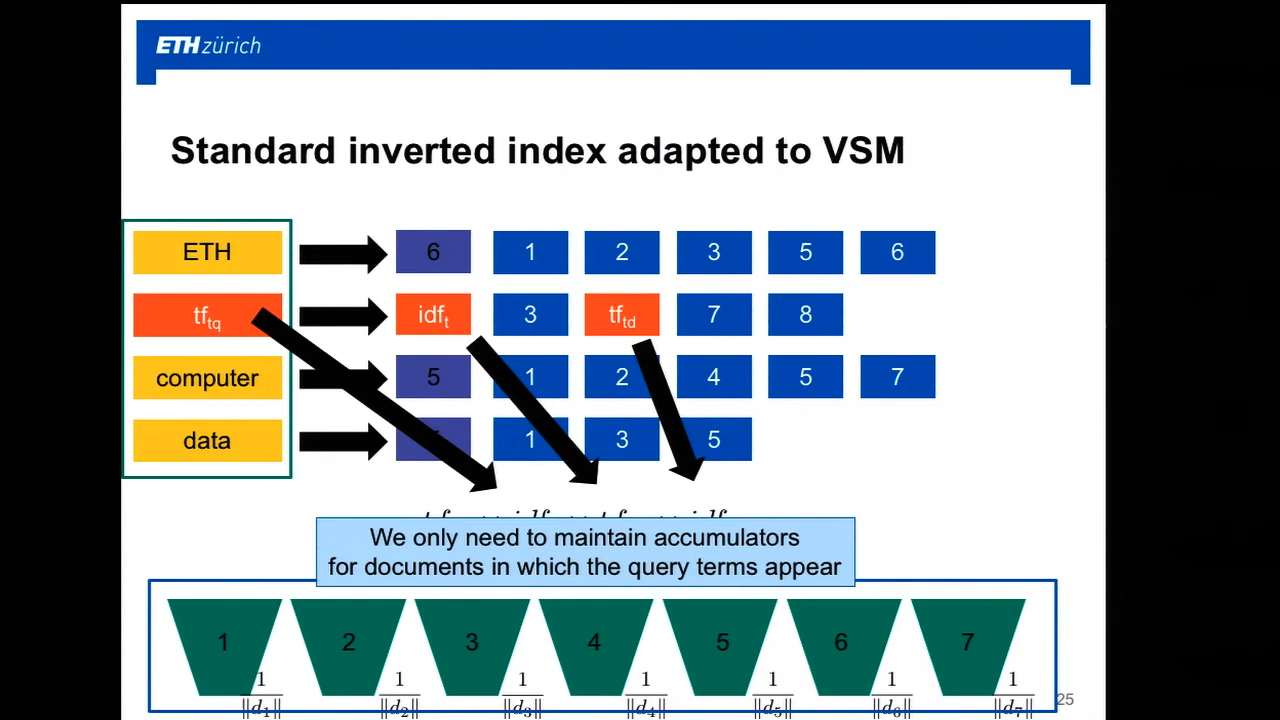 ETH zürich
Standard inverted index adapted to VSM
ETH 6 1 2 3 5 6
tf_tq idf_t 3 tf_td 7 8
computer 5 1 2 4 5 7
data 1 3 5
We only need to maintain accumulators
for documents in which the query terms appear
1 2 3 4 5 6 7
1/‖d₁‖ 1/‖d₂‖ 1/‖d₃‖ 1/‖d₄‖ 1/‖d₅‖ 1/‖d₆‖ 1/‖d₇‖
25